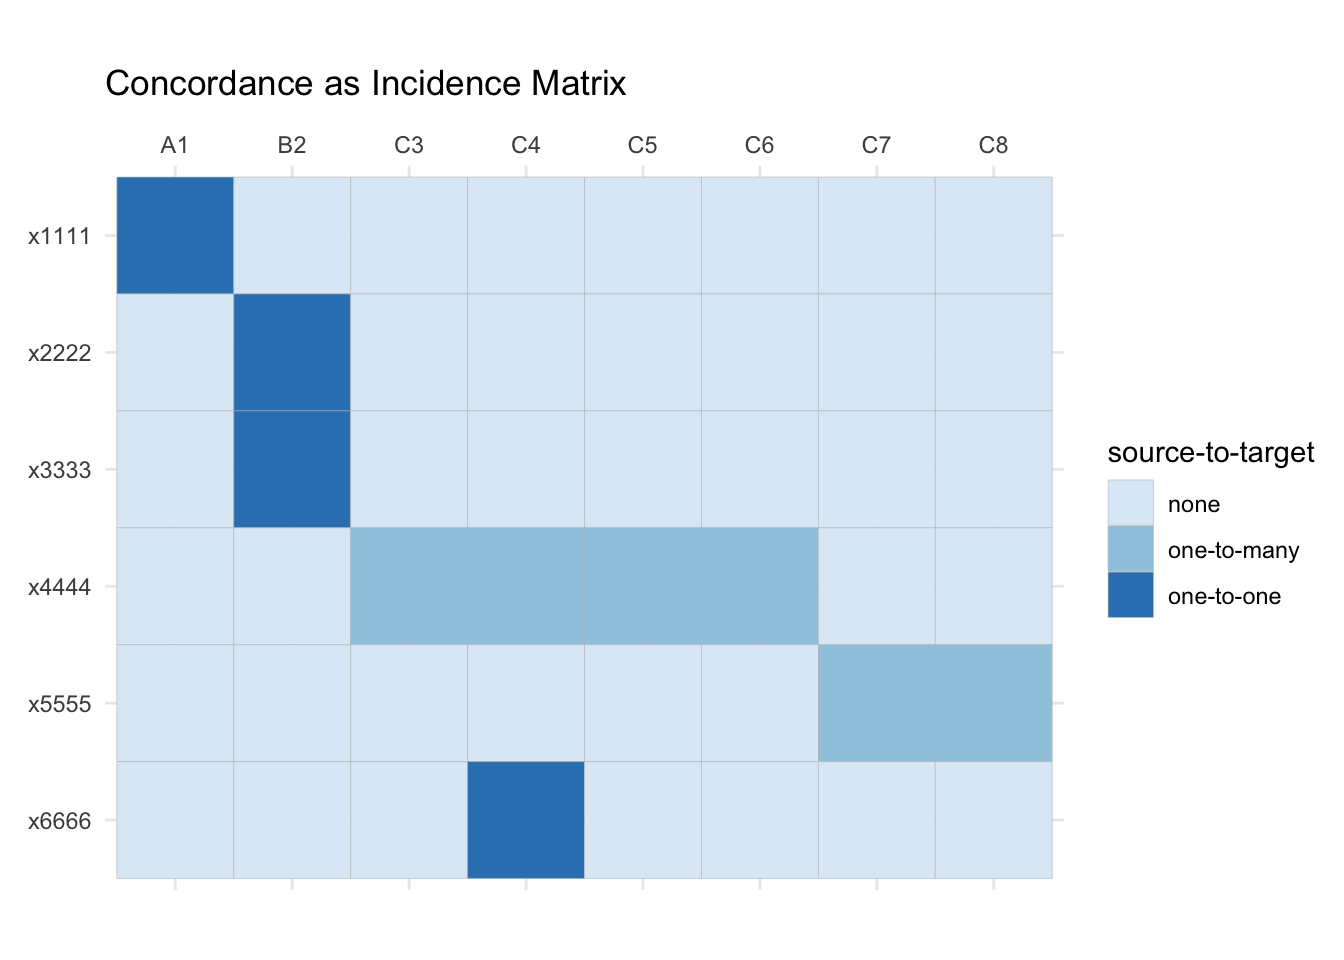 Concordance as Incidence Matrix
A1 B2 C3 C4 C5 C6 C7 C8
x1111
x2222
x3333
x4444
x5555
x6666
source-to-target
none
one-to-many
one-to-one